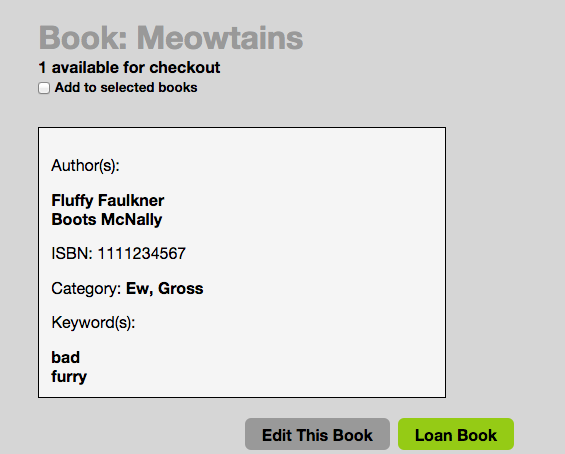 Book: Meowtains
1 available for checkout
Add to selected books
Author(s):
Fluffy Faulkner
Boots McNally
ISBN: 1111234567
Category: Ew, Gross
Keyword(s):
bad
furry
Edit This Book Loan Book